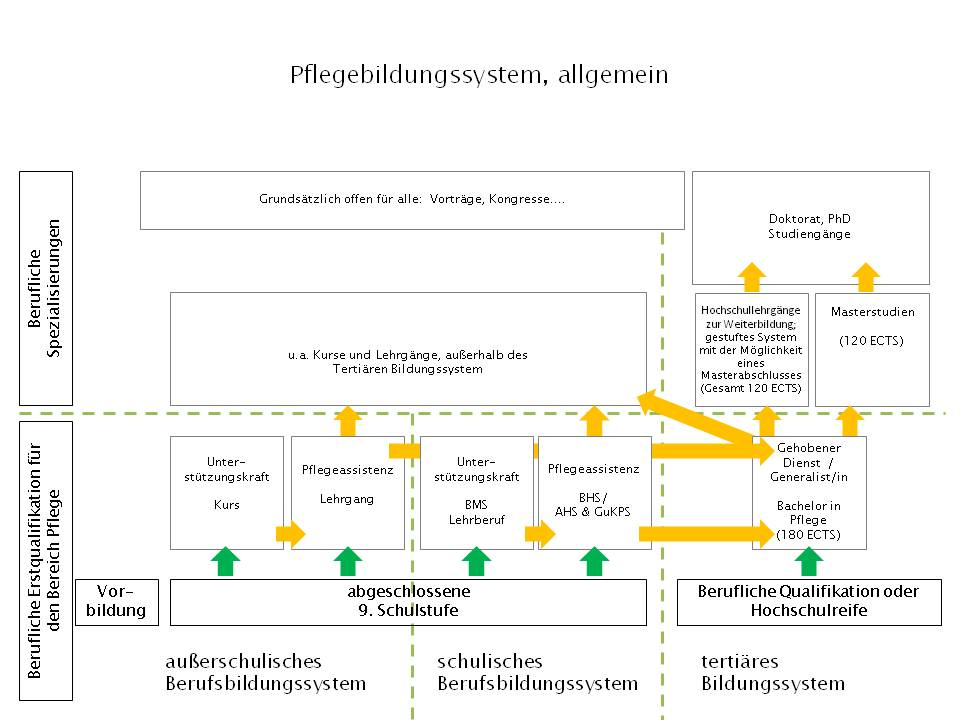 Pflegebildungssystem, allgemein
Berufliche
Spezialisierungen
Grundsätzlich offen für alle: Vorträge, Kongresse....
Doktorat, PhD
Studiengänge
u.a. Kurse und Lehrgänge, außerhalb des
Tertiären Bildungssystem
Hochschullehrgänge
zur Weiterbildung;
gestuftes System
mit der Möglichkeit
eines
Masterabschlusses
(Gesamt 120 ECTS)
Masterstudien
(120 ECTS)
Berufliche Erstqualifikation für
den Bereich Pflege
Unter-
stützungskraft
Kurs
Pflegeassistenz
Lehrgang
Unter-
stützungskraft
BMS
Lehrberuf
Pflegeassistenz
BHS/
AHS & GuKPS
Gehobener
Dienst /
Generalist/in
Bachelor in
Pflege
(180 ECTS)
Vor-
bildung
abgeschlossene
9. Schulstufe
Berufliche Qualifikation oder
Hochschulreife
außerschulisches
Berufsbildungssystem
schulisches
Berufsbildungssystem
tertiäres
Bildungssystem